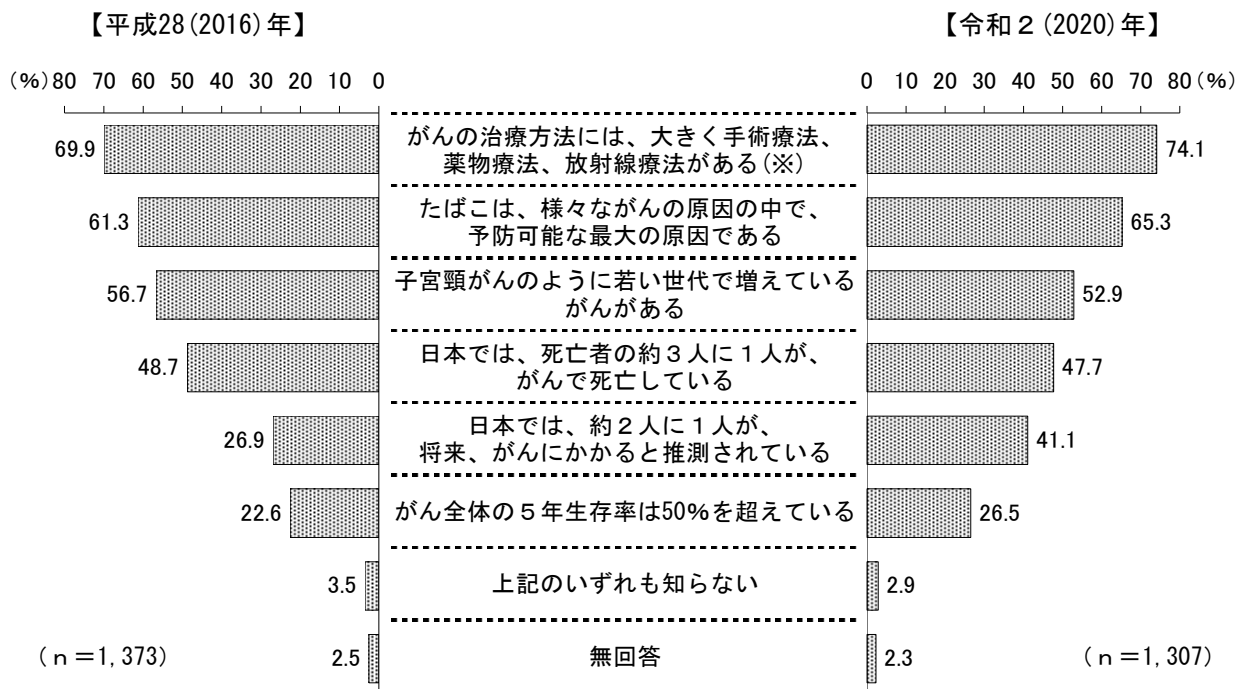 【平成28(2016)年】
【令和２(2020)年】
(%) 80 70 60 50 40 30 20 10 0
0 10 20 30 40 50 60 70 80 (%)
69.9
がんの治療方法には、大きく手術療法、
薬物療法、放射線療法がある(※)
74.1
61.3
たばこは、様々ながんの原因の中で、
予防可能な最大の原因である
65.3
56.7
子宮頸がんのように若い世代で増えている
がんがある
52.9
48.7
日本では、死亡者の約３人に１人が、
がんで死亡している
47.7
26.9
日本では、約２人に１人が、
将来、がんにかかると推測されている
41.1
22.6
がん全体の５年生存率は50%を超えている
26.5
3.5
上記のいずれも知らない
2.9
(ｎ＝1,373)
2.5
無回答
2.3
(ｎ＝1,307)